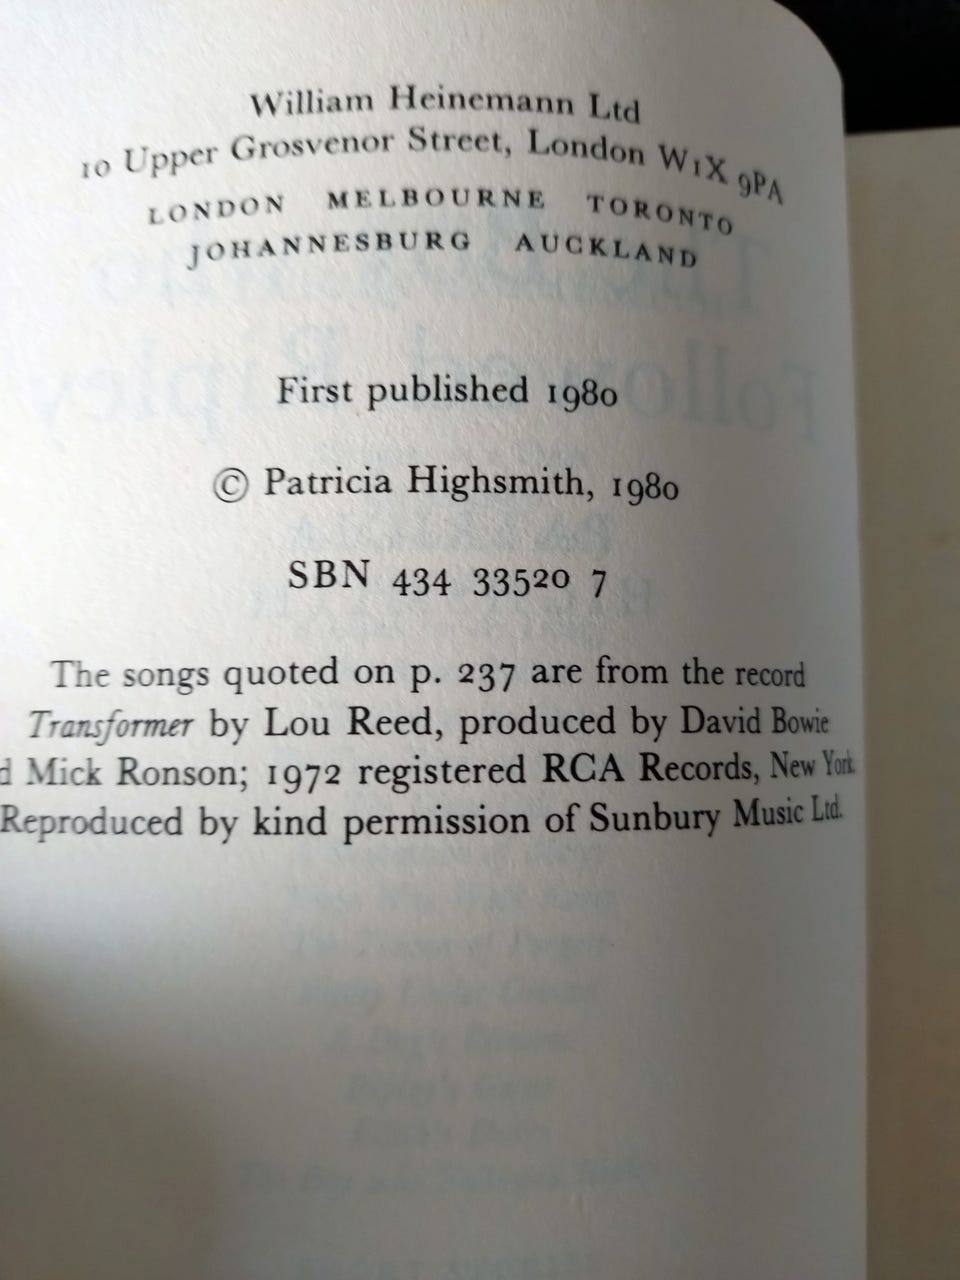 William Heinemann Ltd
10 Upper Grosvenor Street, London W1X 9PA
LONDON MELBOURNE TORONTO
JOHANNESBURG AUCKLAND
First published 1980
© Patricia Highsmith, 1980
SBN 434 33520 7
The songs quoted on p. 237 are from the record
Transformer by Lou Reed, produced by David Bowie
d Mick Ronson; 1972 registered RCA Records, New York.
Reproduced by kind permission of Sunbury Music Ltd.